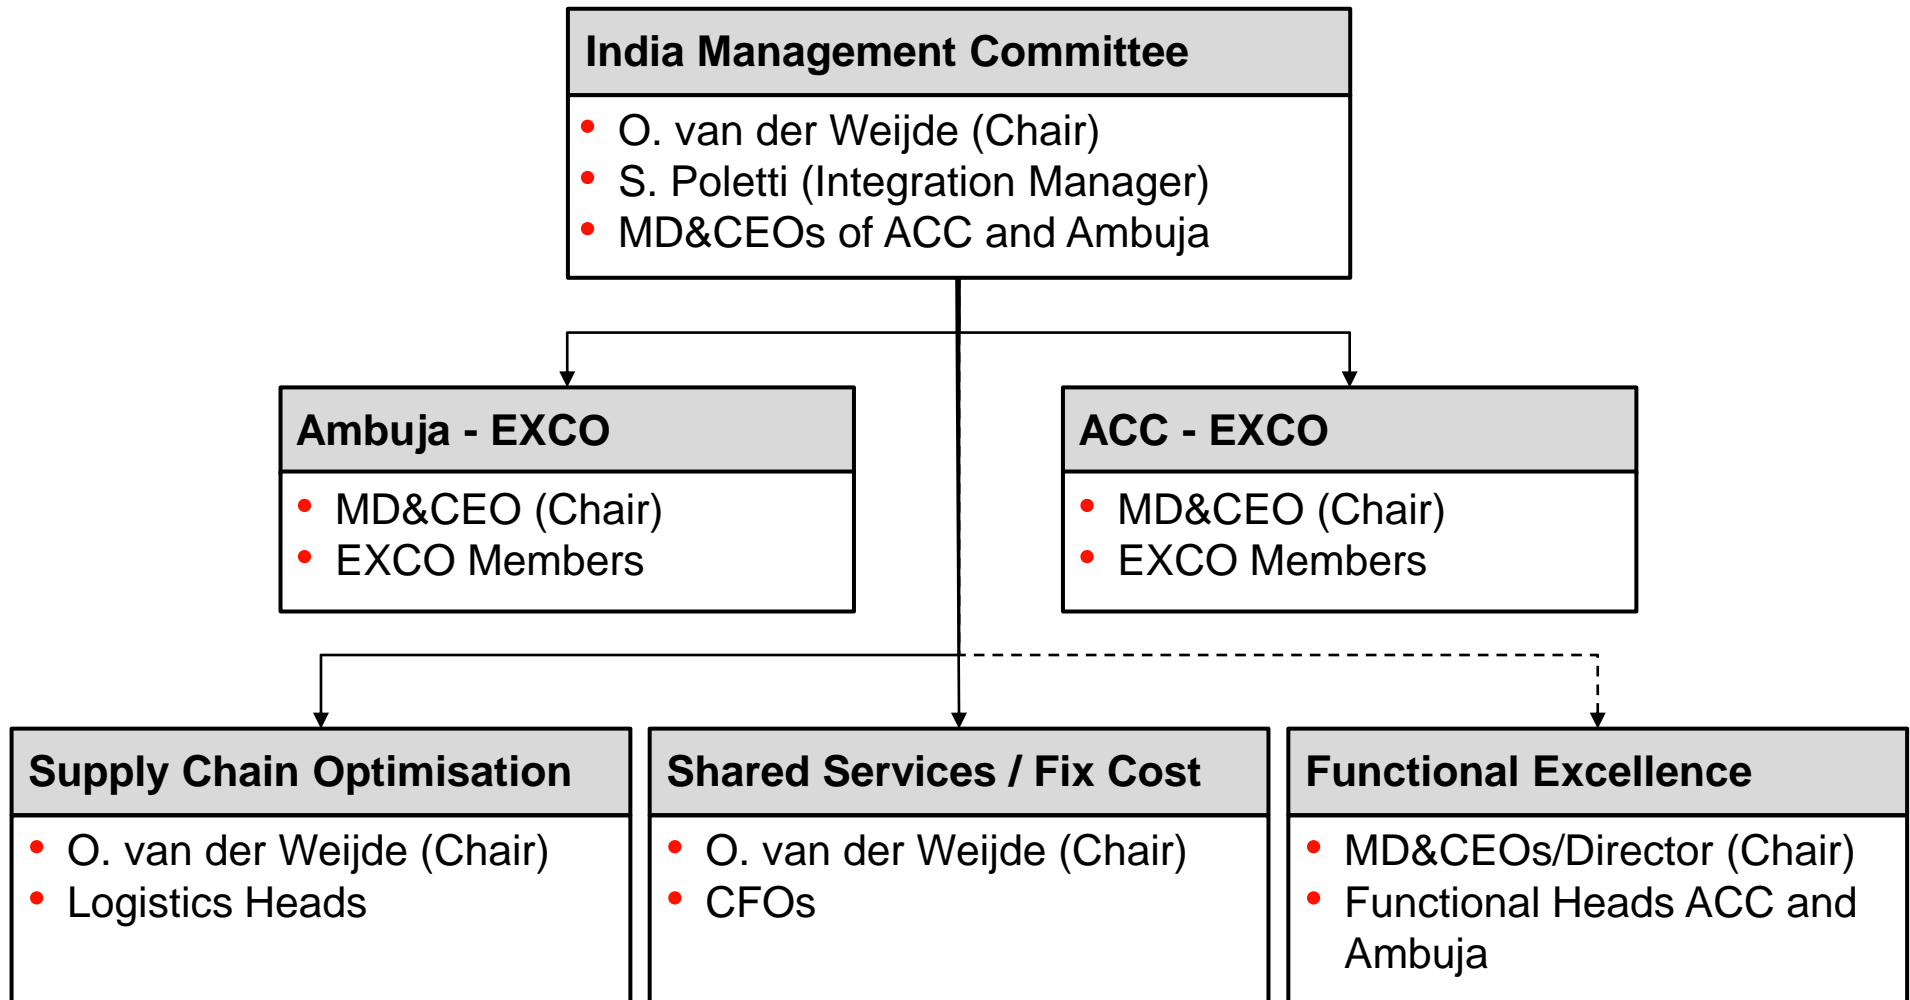 India Management Committee
• O. van der Weijde (Chair)
• S. Poletti (Integration Manager)
• MD&CEOs of ACC and Ambuja
Ambuja - EXCO
• MD&CEO (Chair)
• EXCO Members
ACC - EXCO
• MD&CEO (Chair)
• EXCO Members
Supply Chain Optimisation
• O. van der Weijde (Chair)
• Logistics Heads
Shared Services / Fix Cost
• O. van der Weijde (Chair)
• CFOs
Functional Excellence
• MD&CEOs/Director (Chair)
• Functional Heads ACC and
Ambuja